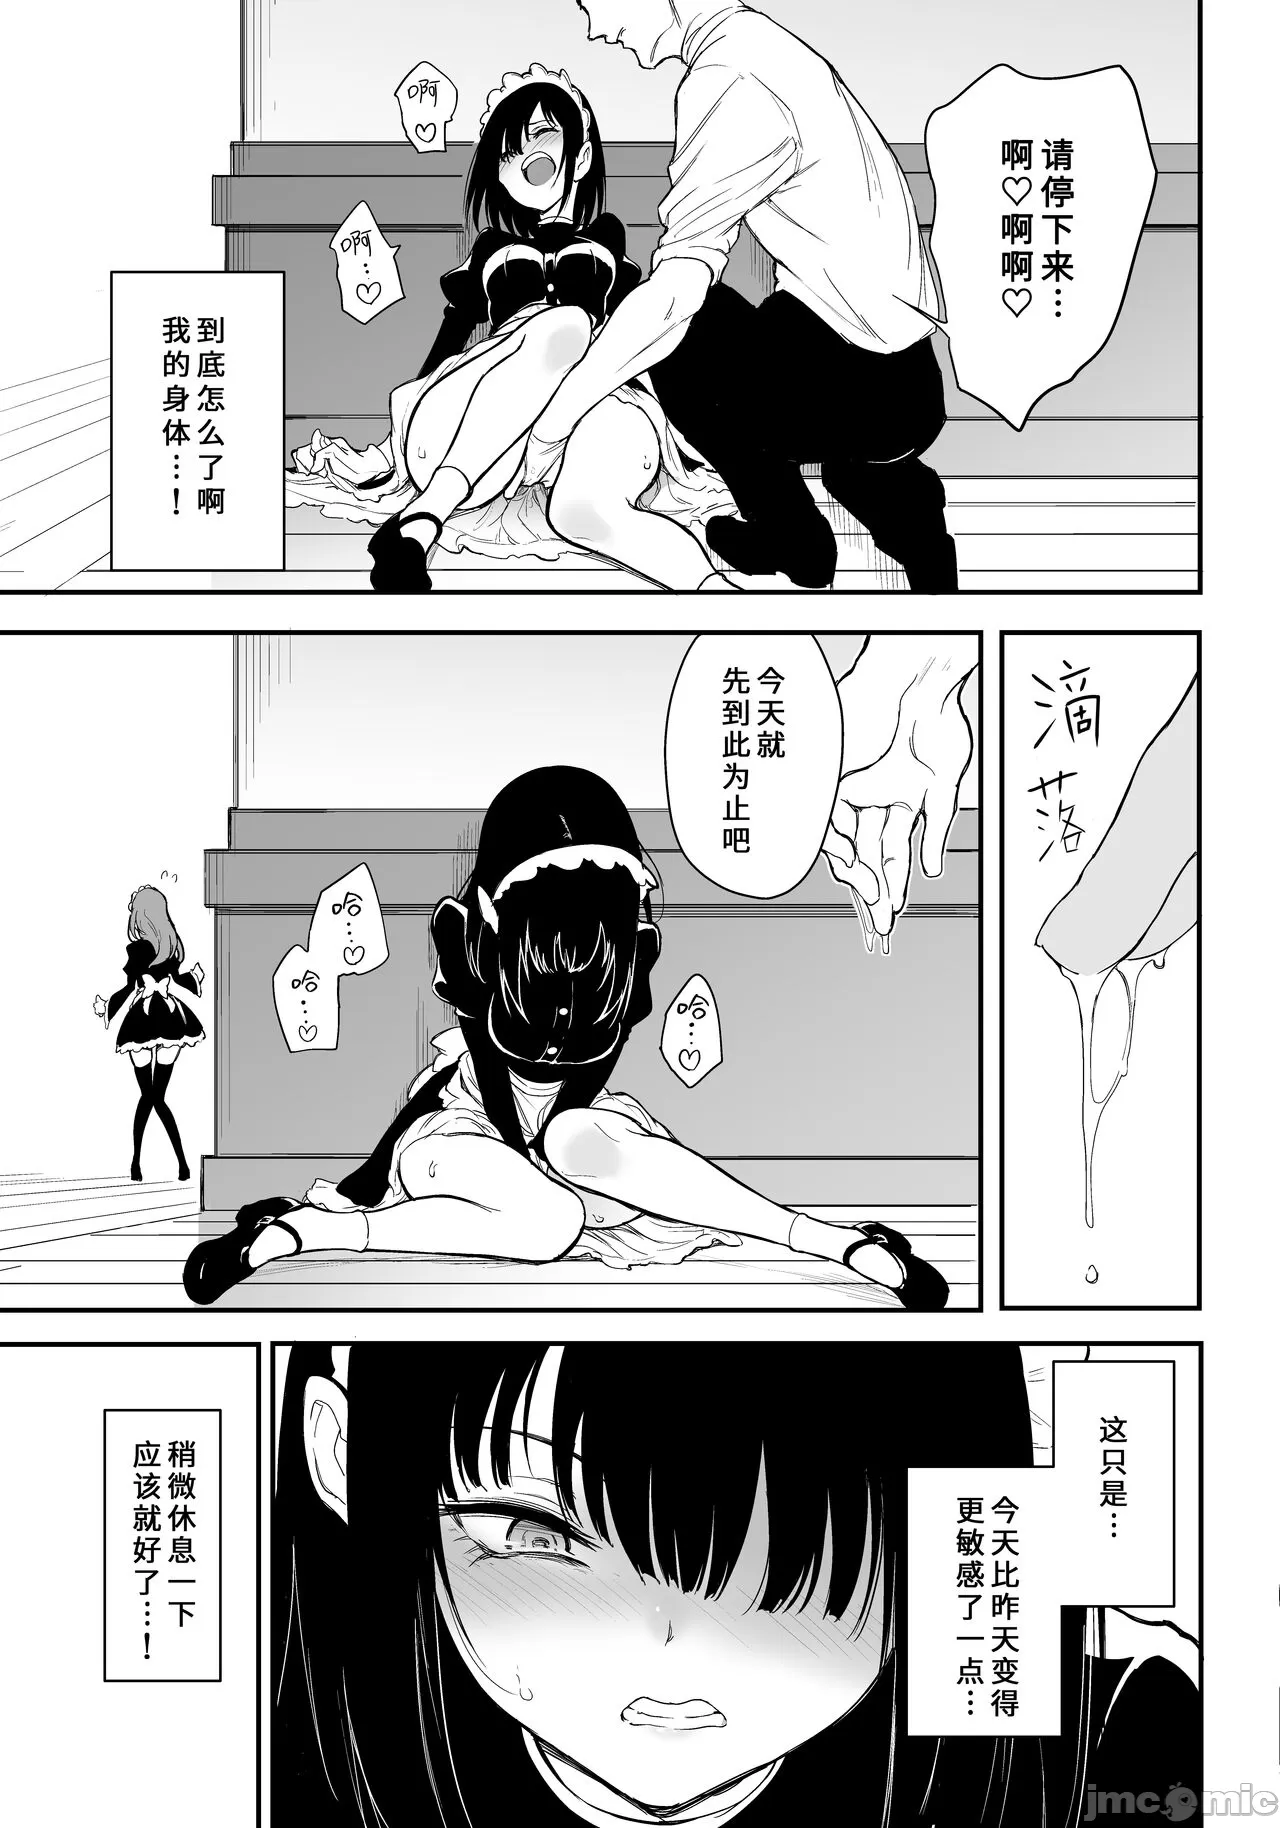 请停下来…
啊♡啊啊♡
啊
♡
啊…
♡
到底怎么了啊
我的身体…！
滴落
今天就
先到此为止吧
哈…
♡
哈…
♡
哈…
♡
这只是…
今天比昨天变得
更敏感了一点…
稍微休息一下
应该就好了…！
jmcomic